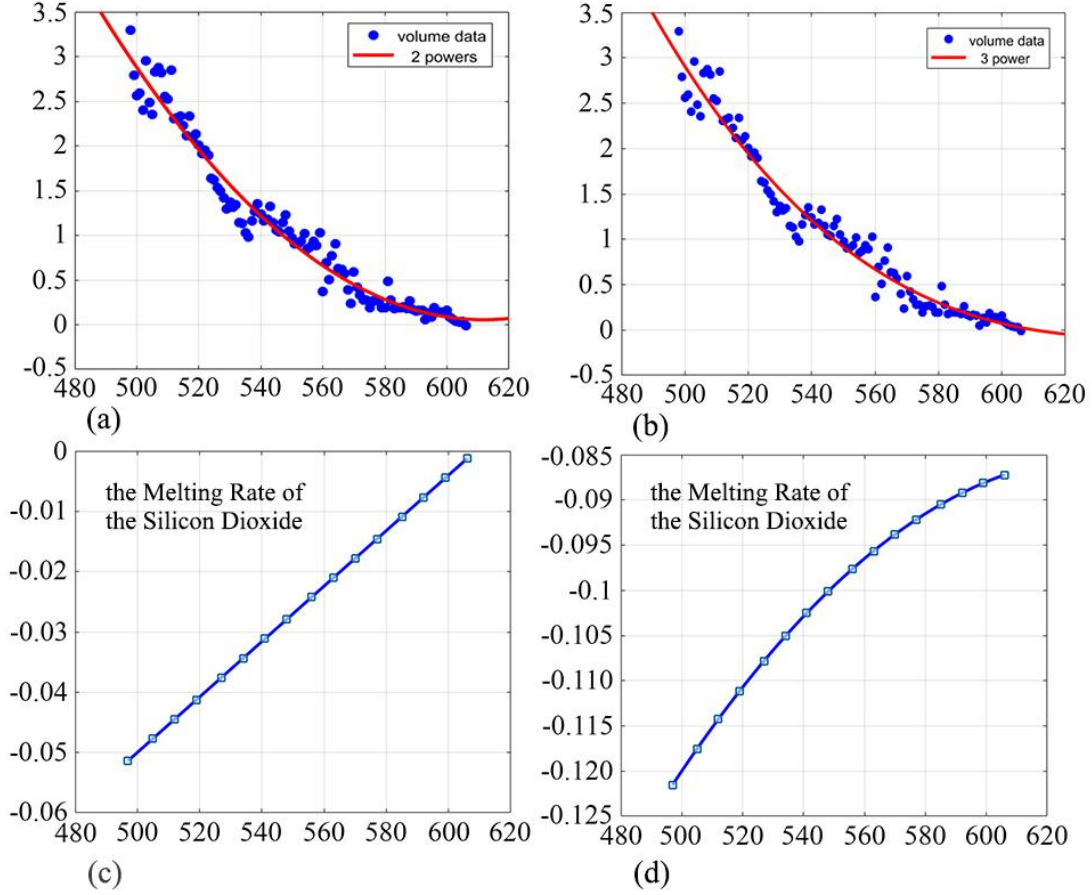 3.5
3
2.5
2
1.5
1
0.5
0
-0.5
480 500 520 540 560 580 600 620
volume data
2 powers
(a)
3.5
3
2.5
2
1.5
1
0.5
0
-0.5
480 500 520 540 560 580 600 620
volume data
3 power
(b)
0
-0.01
-0.02
-0.03
-0.04
-0.05
-0.06
480 500 520 540 560 580 600 620
the Melting Rate of
the Silicon Dioxide
(c)
-0.085
-0.09
-0.095
-0.1
-0.105
-0.110
-0.115
-0.120
-0.125
480 500 520 540 560 580 600 620
the Melting Rate of
the Silicon Dioxide
(d)